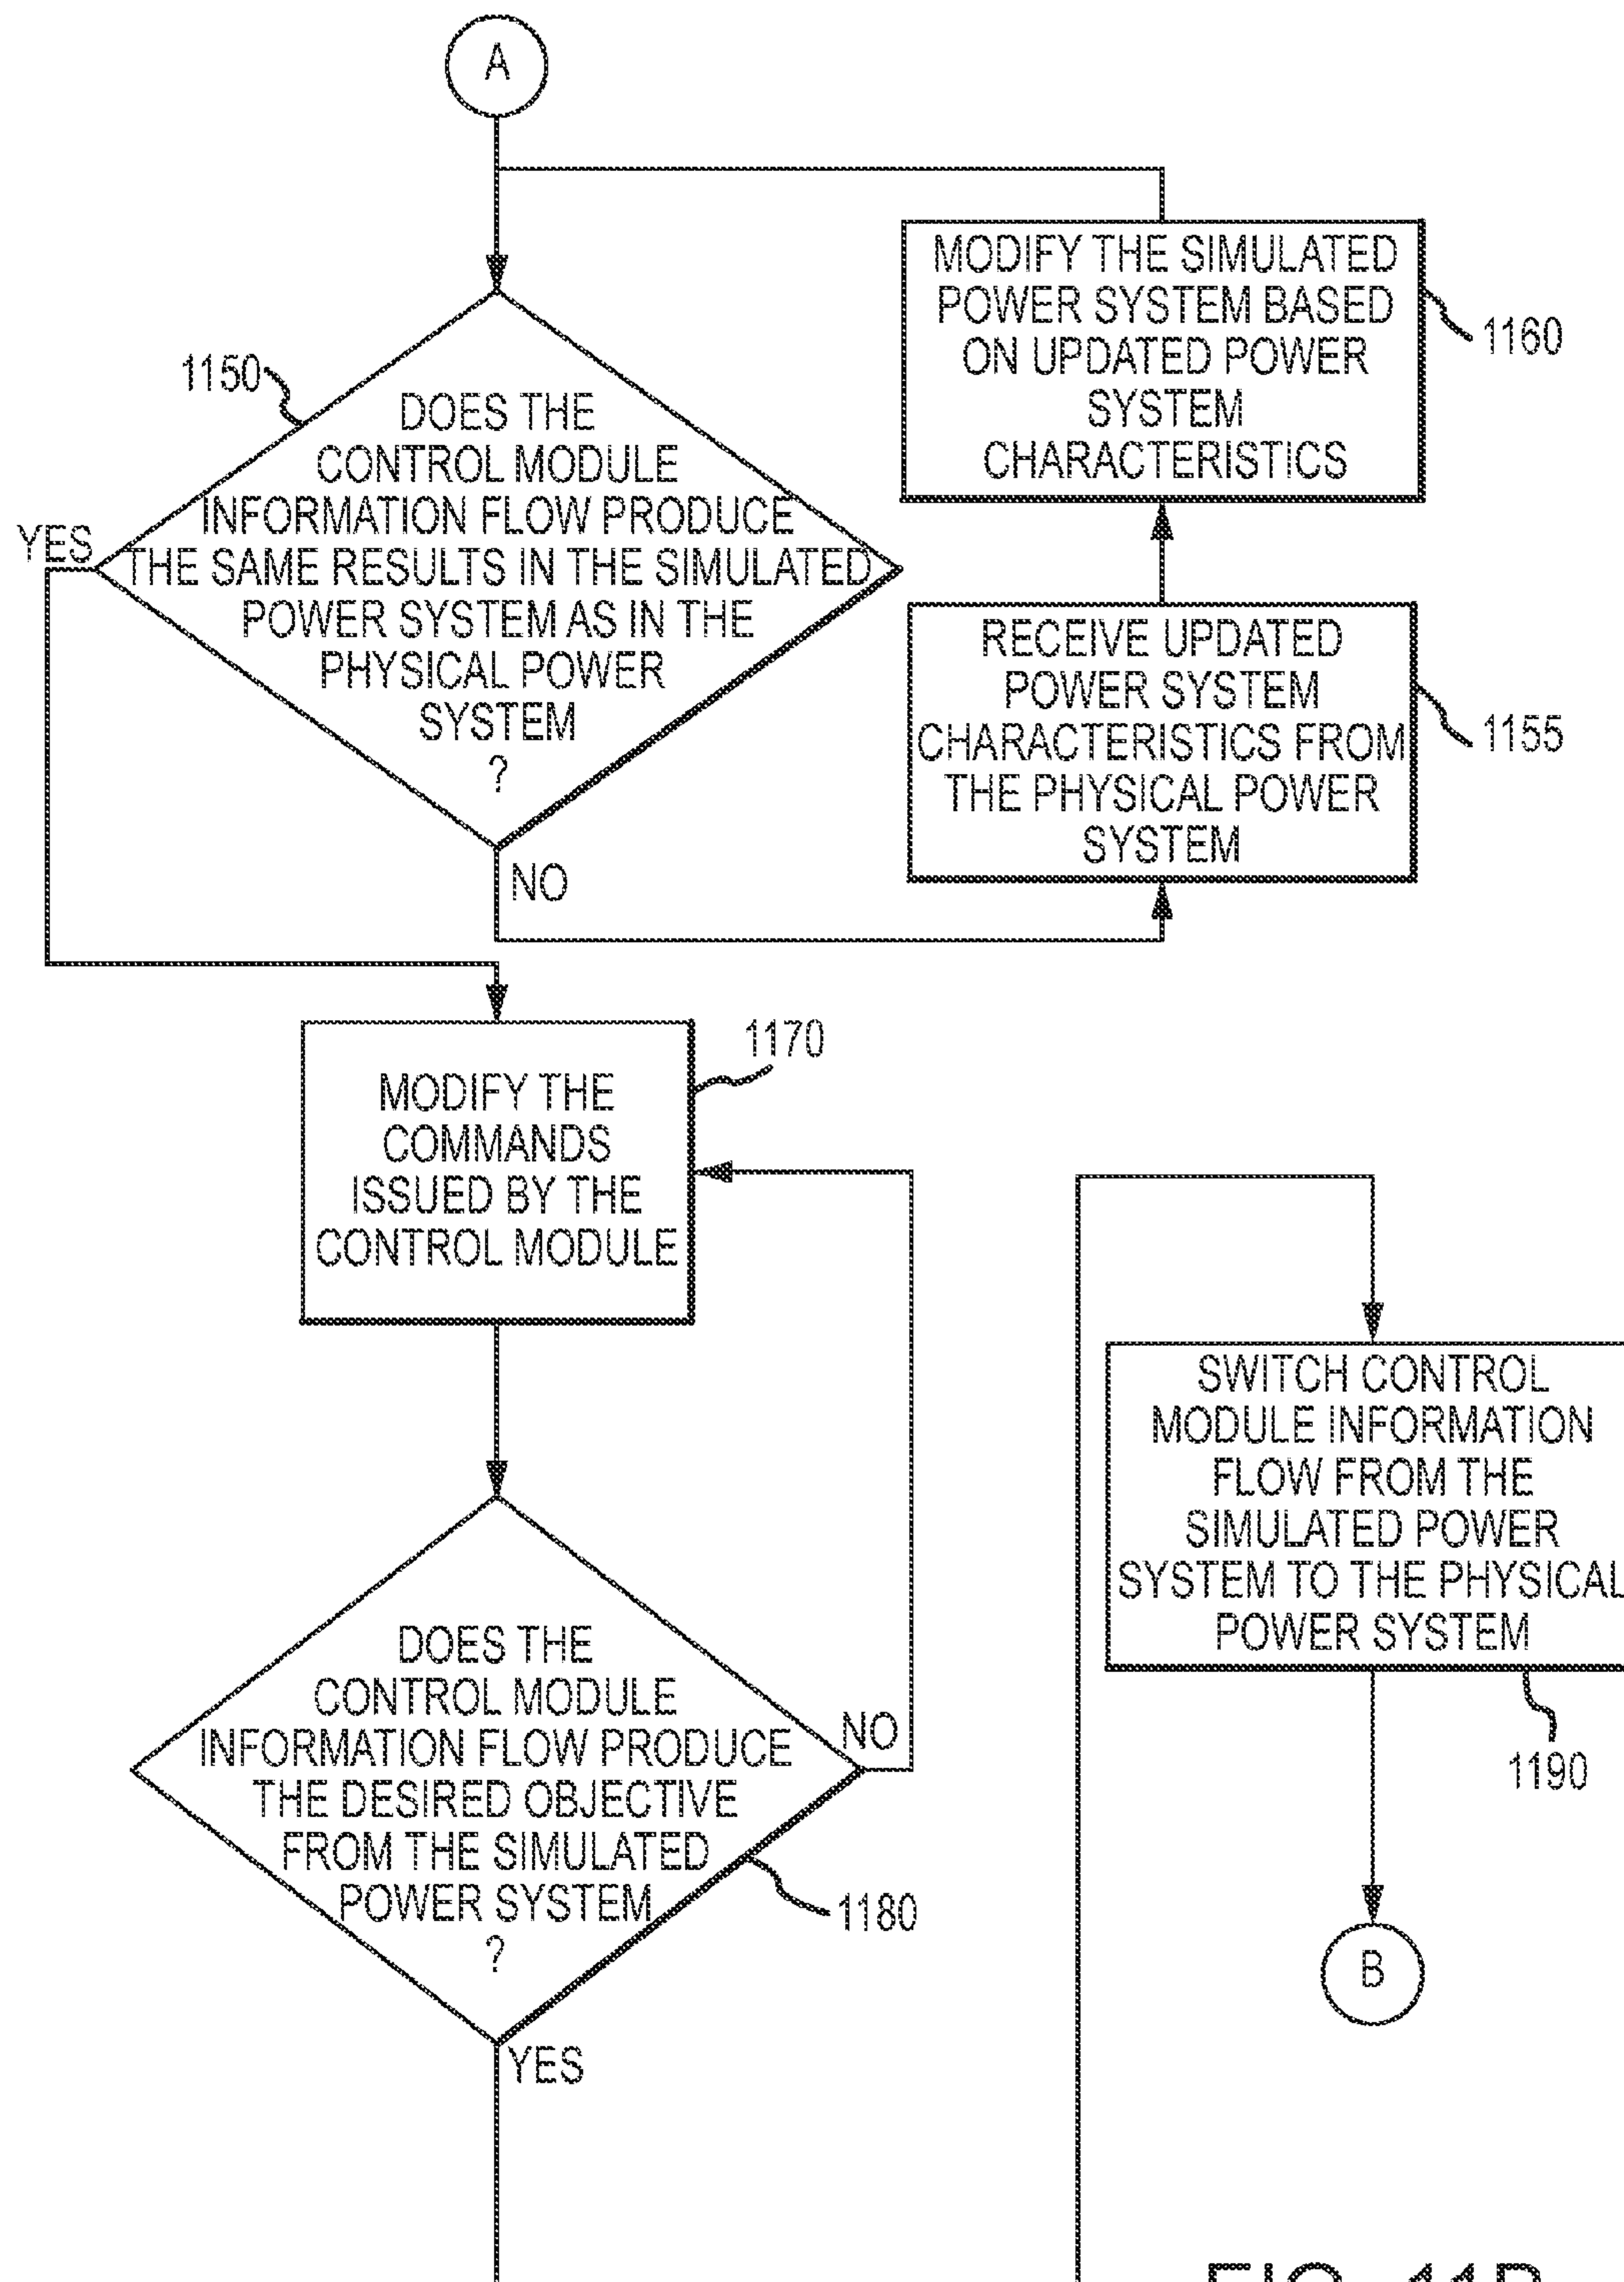 A
1150
DOES THE
CONTROL MODULE
INFORMATION FLOW PRODUCE
THE SAME RESULTS IN THE SIMULATED
POWER SYSTEM AS IN THE
PHYSICAL POWER
SYSTEM
?
YES
NO
MODIFY THE SIMULATED
POWER SYSTEM BASED
ON UPDATED POWER
SYSTEM
CHARACTERISTICS
1160
RECEIVE UPDATED
POWER SYSTEM
CHARACTERISTICS FROM
THE PHYSICAL POWER
SYSTEM
1155
1170
MODIFY THE
COMMANDS
ISSUED BY THE
CONTROL MODULE
DOES THE
CONTROL MODULE
INFORMATION FLOW PRODUCE
THE DESIRED OBJECTIVE
FROM THE SIMULATED
POWER SYSTEM
?
NO
1180
YES
SWITCH CONTROL
MODULE INFORMATION
FLOW FROM THE
SIMULATED POWER
SYSTEM TO THE PHYSICAL
POWER SYSTEM
1190
B
FIG. 11B